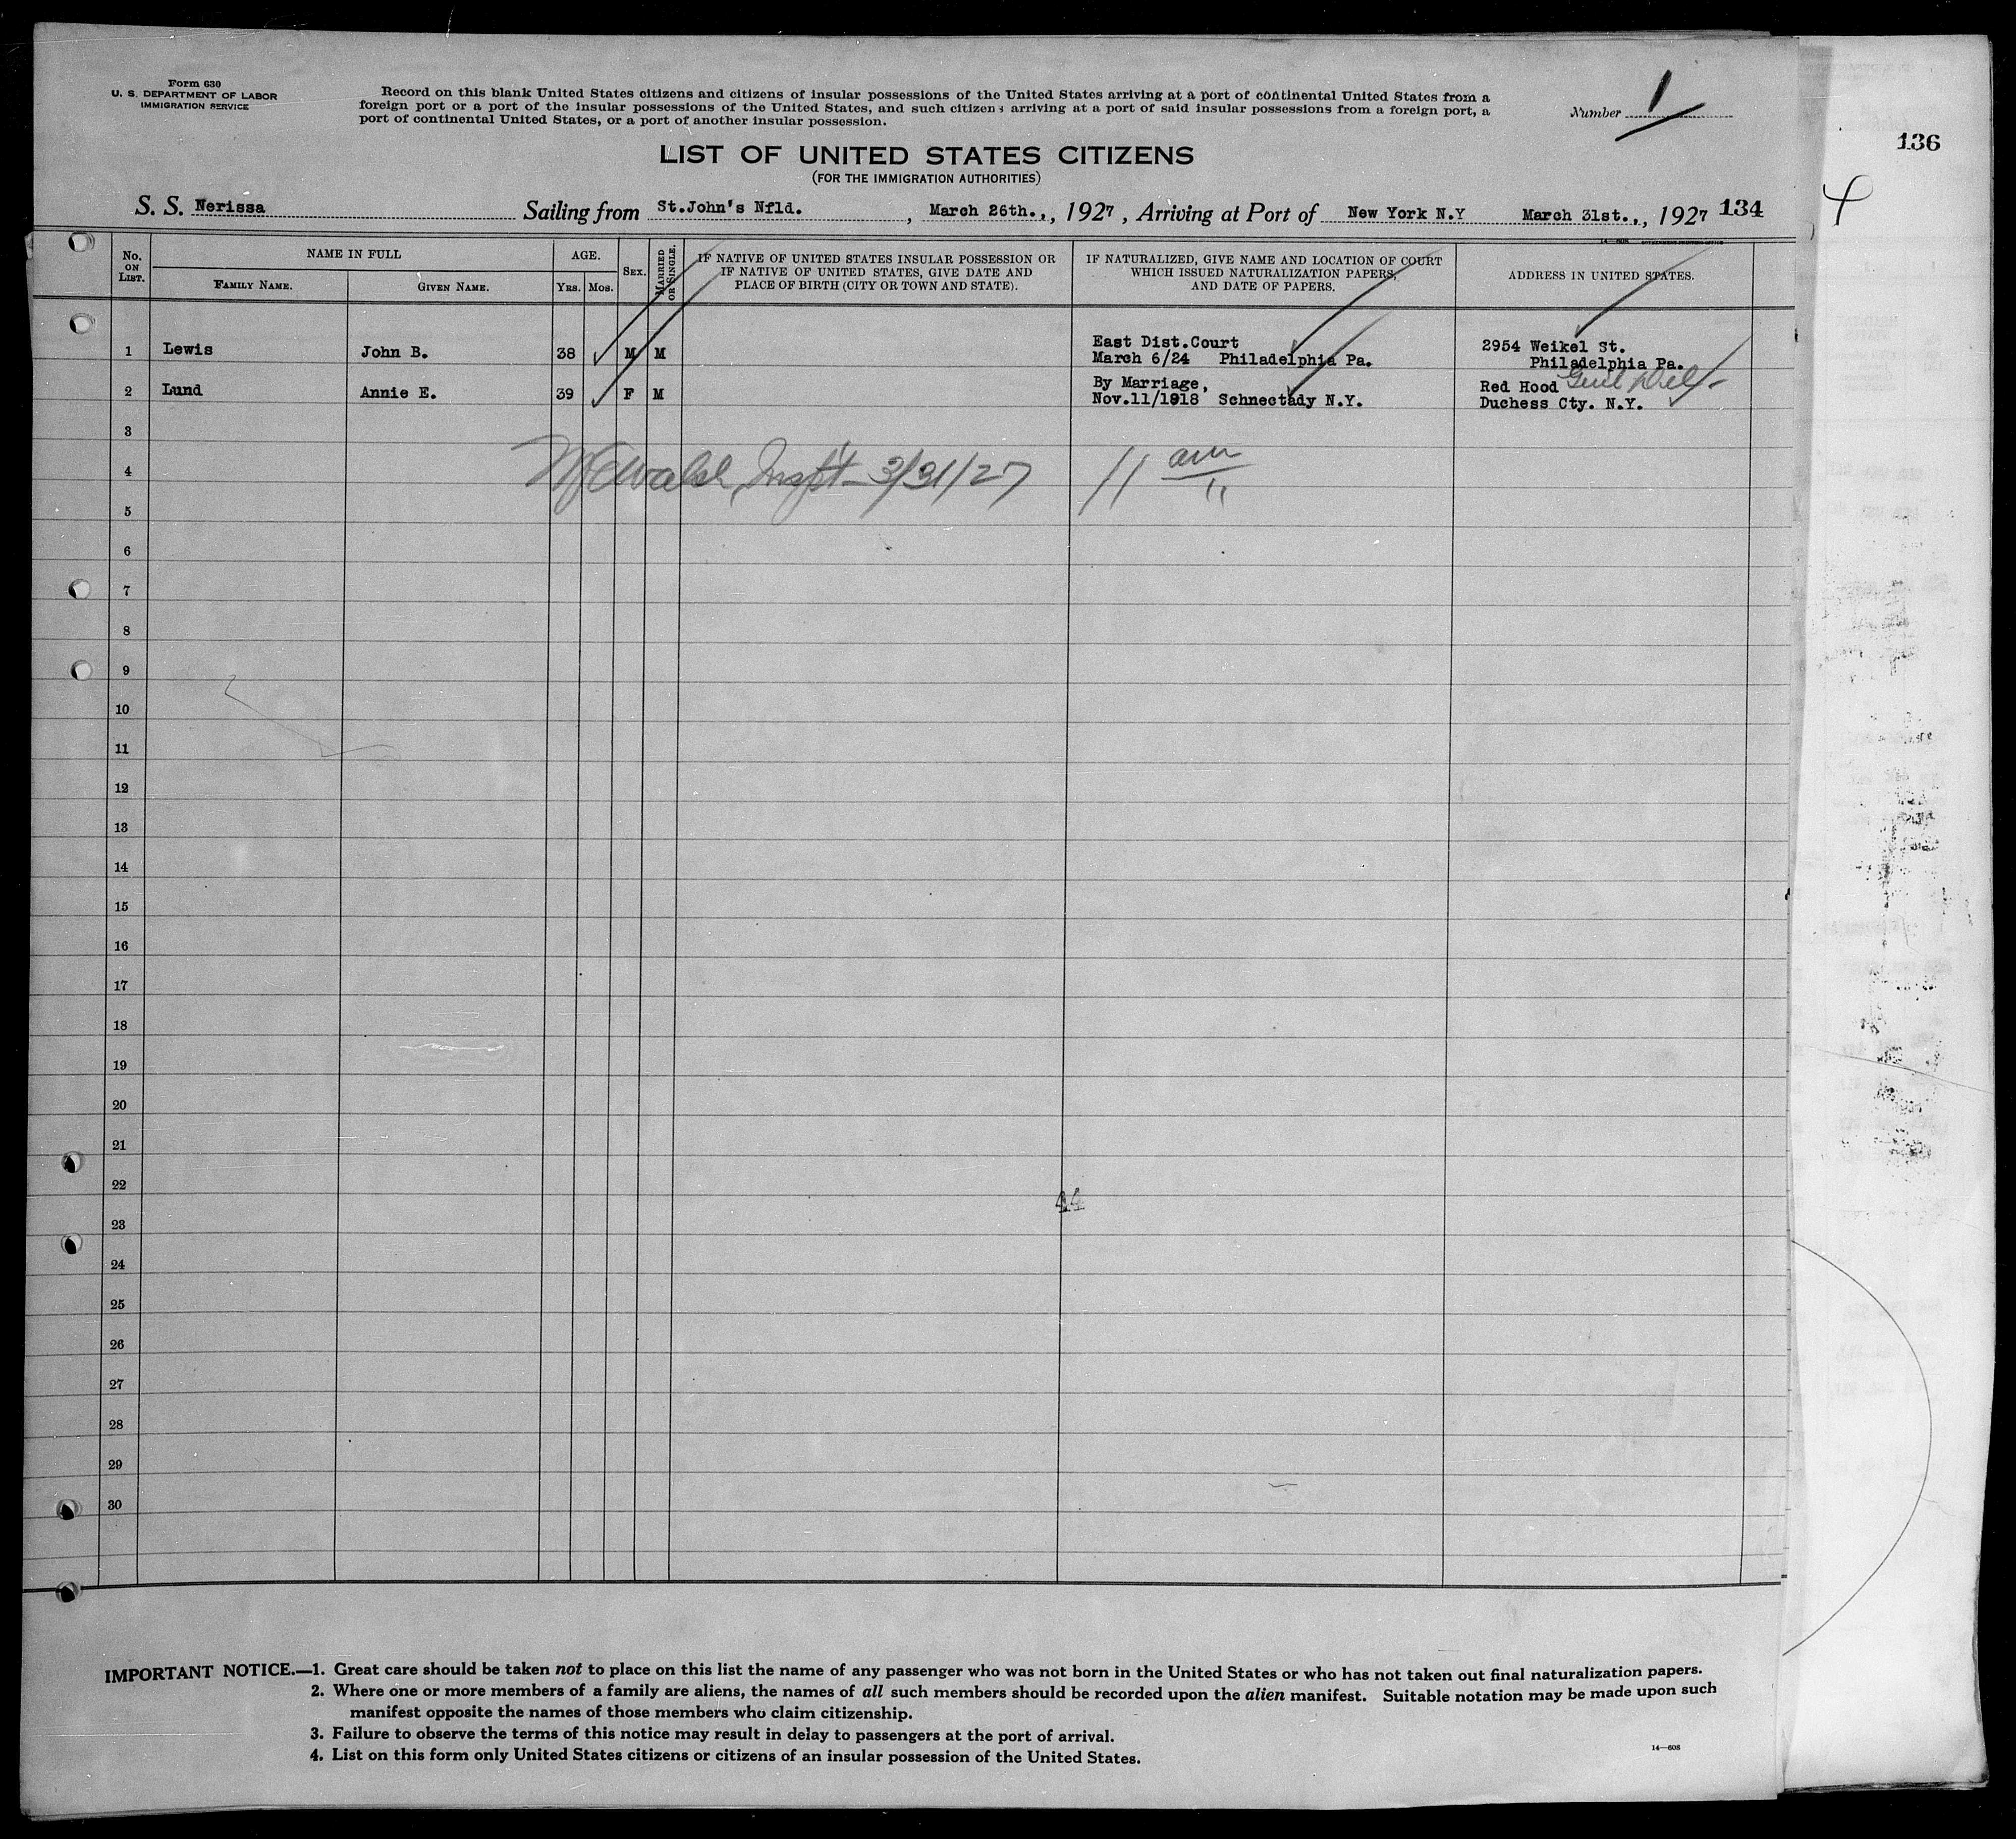 Form 630
U. S. DEPARTMENT OF LABOR
IMMIGRATION SERVICE
Record on this blank United States citizens and citizens of insular possessions of the United States arriving at a port of continental United States from a
foreign port or a port of the insular possessions of the United States, and such citizens arriving at a port of said insular possessions from a foreign port, a
port of continental United States, or a port of another insular possession.
Number 1
136
LIST OF UNITED STATES CITIZENS
(FOR THE IMMIGRATION AUTHORITIES)
S. S. Nerissa Sailing from St.John's Nfld. , March 26th., , 1927 , Arriving at Port of New York N.Y March 31st., , 1927 134
14—608 GOVERNMENT PRINTING OFFICE
No. ON LIST.
NAME IN FULL
FAMILY NAME.
GIVEN NAME.
AGE.
YRS.
MOS.
SEX.
MARRIED OR SINGLE.
IF NATIVE OF UNITED STATES INSULAR POSSESSION OR
IF NATIVE OF UNITED STATES, GIVE DATE AND
PLACE OF BIRTH (CITY OR TOWN AND STATE).
IF NATURALIZED, GIVE NAME AND LOCATION OF COURT
WHICH ISSUED NATURALIZATION PAPERS,
AND DATE OF PAPERS.
ADDRESS IN UNITED STATES.
1 Lewis John B. 38 M M East Dist.Court 2954 Weikel St.
March 6/24 Philadelphia Pa. Philadelphia Pa.
2 Lund Annie E. 39 F M By Marriage, Red Hood
Nov.11/1918 Schnectady N.Y. Duchess Cty. N.Y.
3
4 Insp't - 3/31/27 11 am
5
6
7
8
9
10
11
12
13
14
15
16
17
18
19
20
21
22
23
24
25
26
27
28
29
30
IMPORTANT NOTICE.—1. Great care should be taken not to place on this list the name of any passenger who was not born in the United States or who has not taken out final naturalization papers.
2. Where one or more members of a family are aliens, the names of all such members should be recorded upon the alien manifest. Suitable notation may be made upon such
manifest opposite the names of those members who claim citizenship.
3. Failure to observe the terms of this notice may result in delay to passengers at the port of arrival.
4. List on this form only United States citizens or citizens of an insular possession of the United States.
14—608